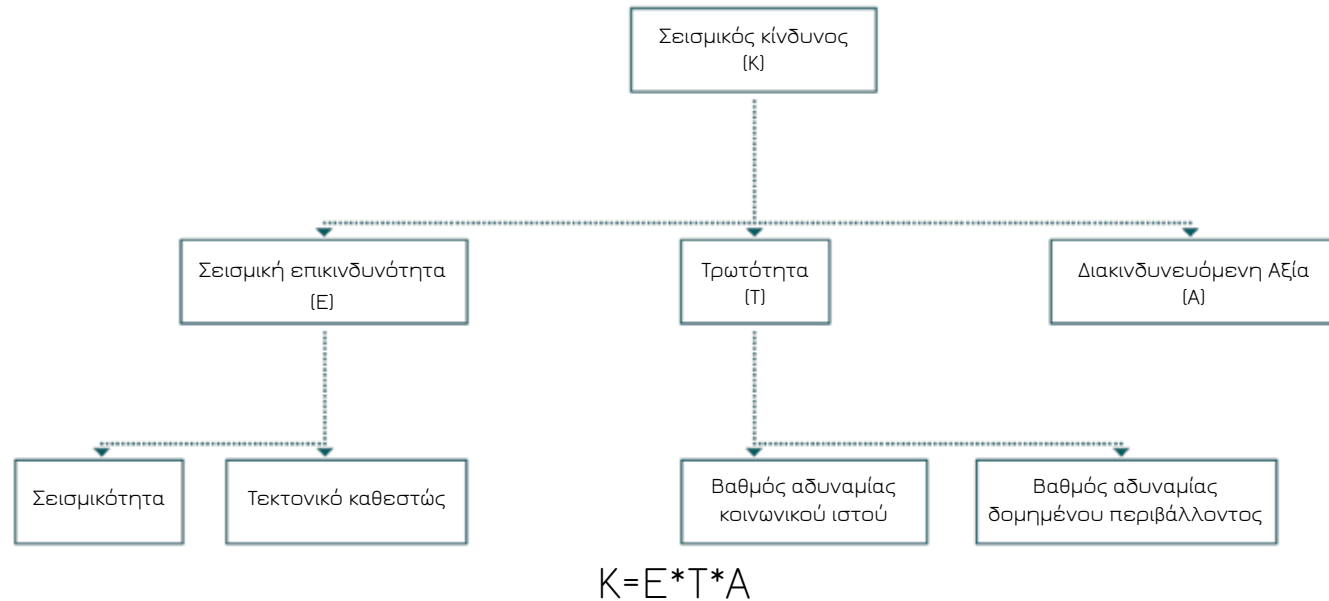 Σεισμικός κίνδυνος
(Κ)
Σεισμική επικινδυνότητα
(Ε)
Τρωτότητα
(Τ)
Διακινδυνευόμενη Αξία
(Α)
Σεισμικότητα
Τεκτονικό καθεστώς
Βαθμός αδυναμίας
κοινωνικού ιστού
Βαθμός αδυναμίας
δομημένου περιβάλλοντος
Κ=Ε*Τ*Α